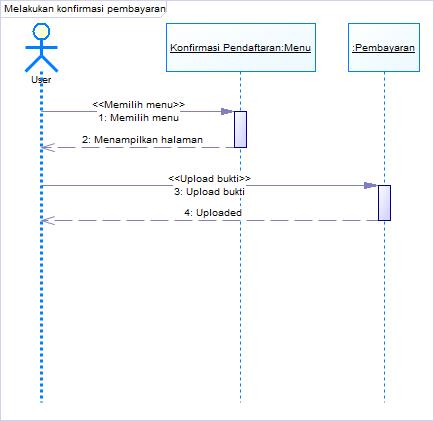 Melakukan konfirmasi pembayaran
User
Konfirmasi Pendaftaran:Menu
:Pembayaran
<<Memilih menu>>
1: Memilih menu
2: Menampilkan halaman
<<Upload bukti>>
3: Upload bukti
4: Uploaded